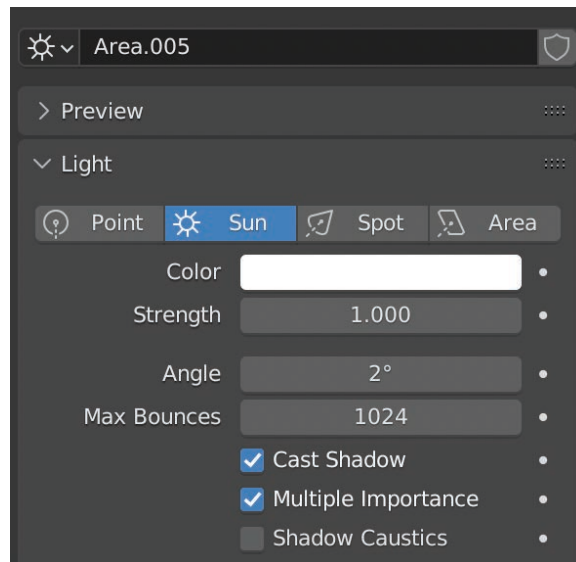 Area.005
Preview
Light
Point Sun Spot Area
Color
Strength 1.000
Angle 2°
Max Bounces 1024
Cast Shadow
Multiple Importance
Shadow Caustics